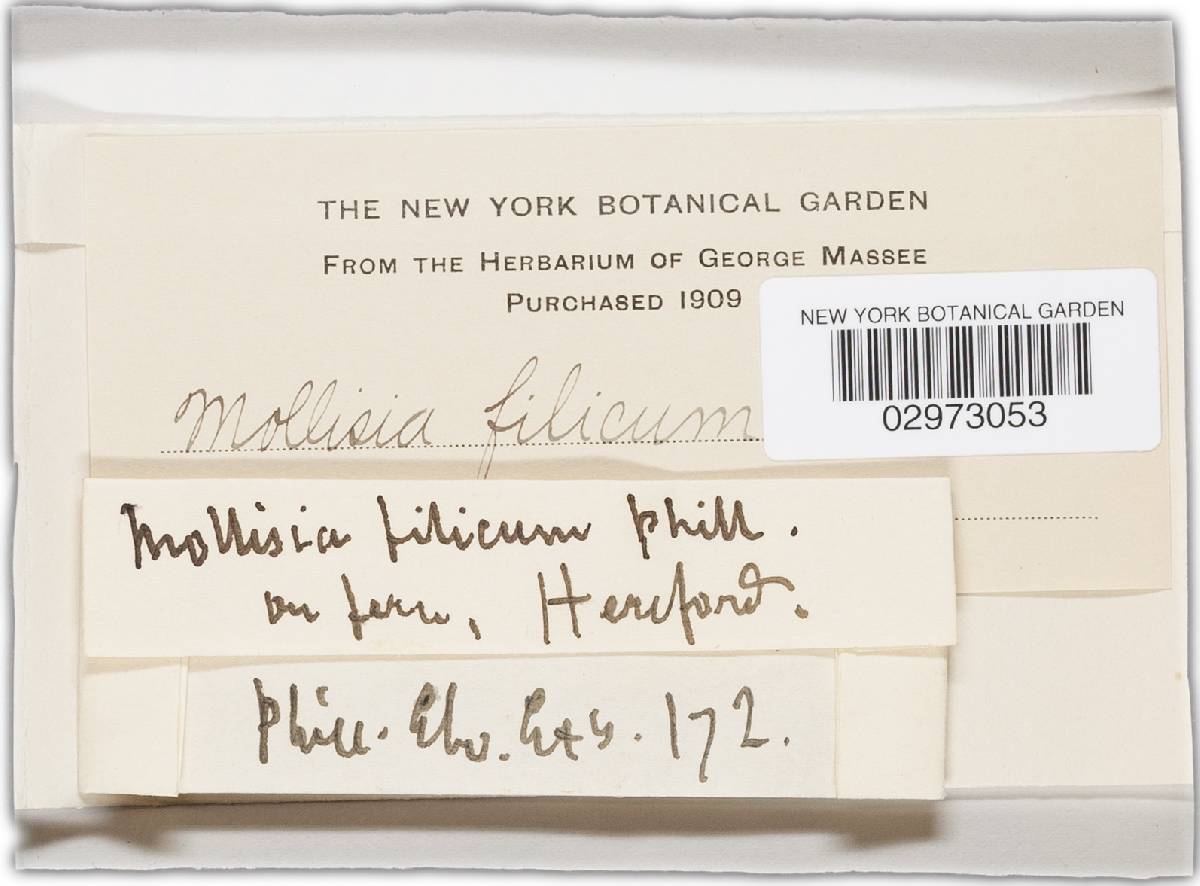 THE NEW YORK BOTANICAL GARDEN
FROM THE HERBARIUM OF GEORGE MASSEE
PURCHASED 1909
NEW YORK BOTANICAL GARDEN
02973053
Mollisia filicum
Mollisia filicum Phill.
on fern, Hereford.
Phill. Elv. Exs. 172.